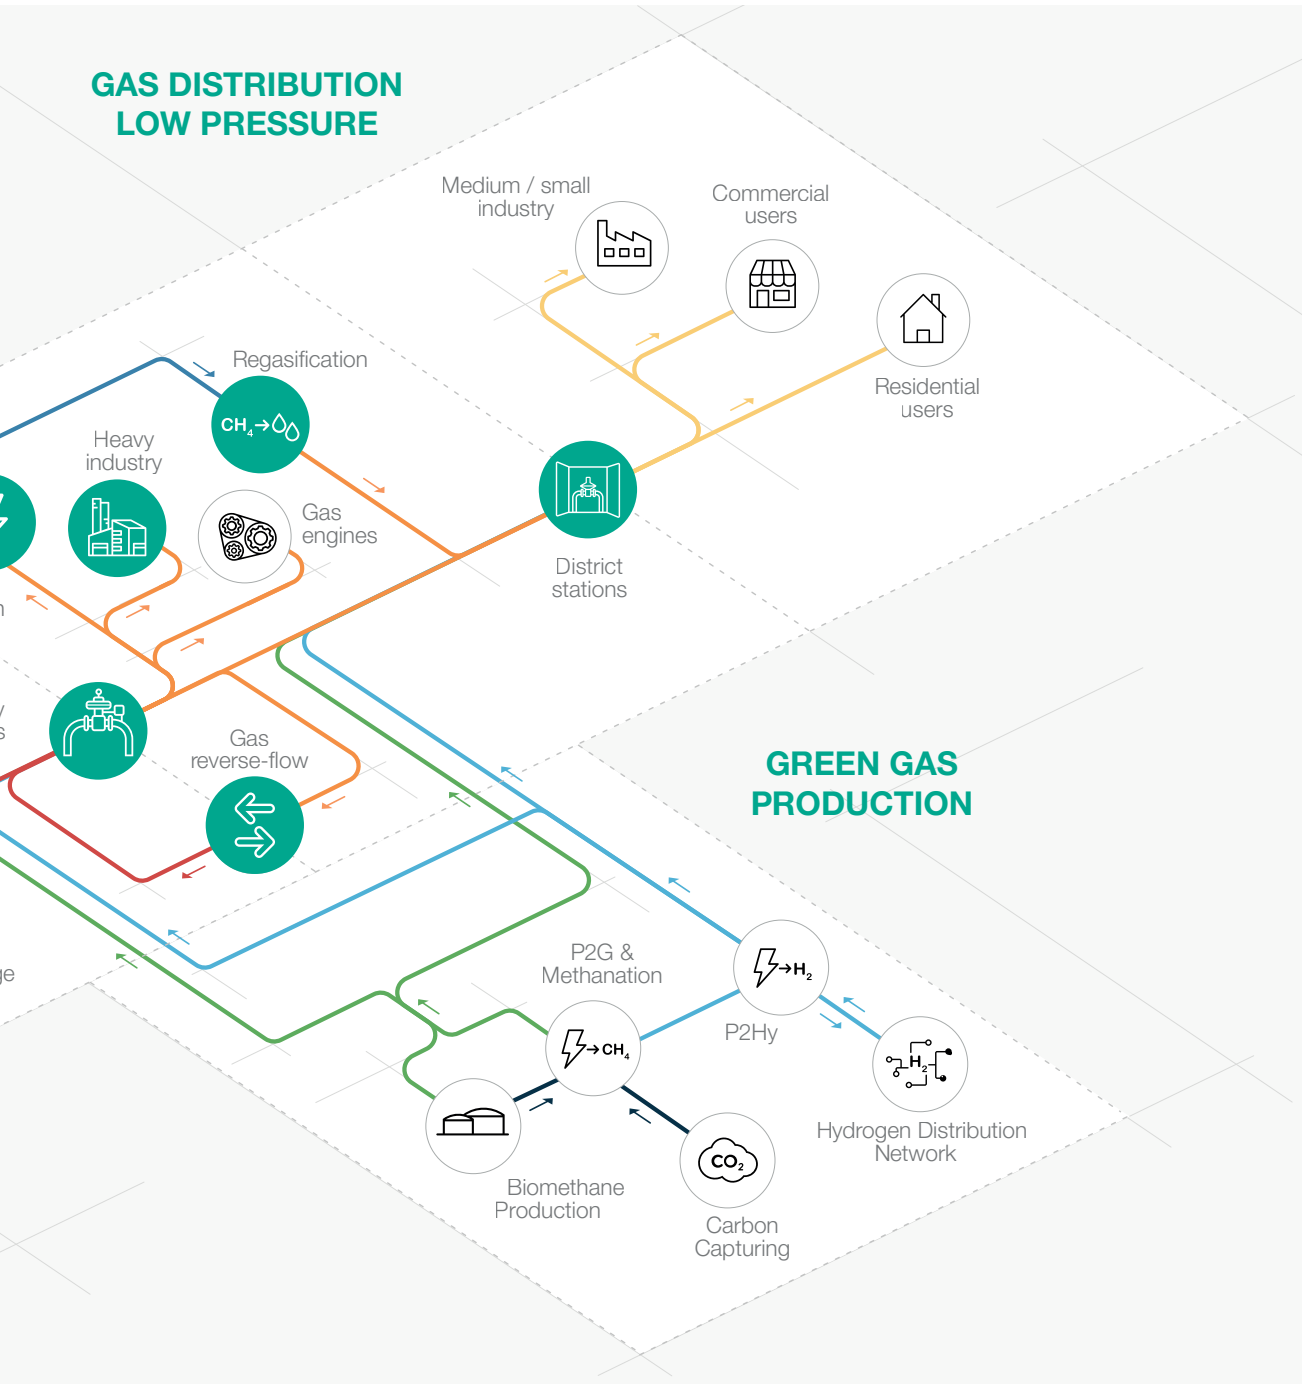 GAS DISTRIBUTION
LOW PRESSURE
Medium / small
industry
Commercial
users
Residential
users
Regasification
CH₄→
Heavy
industry
Gas
engines
District
stations
Gas
reverse-flow
GREEN GAS
PRODUCTION
P2G &
Methanation
→CH₄
→H₂
P2Hy
H₂
Hydrogen Distribution
Network
Biomethane
Production
CO₂
Carbon
Capturing